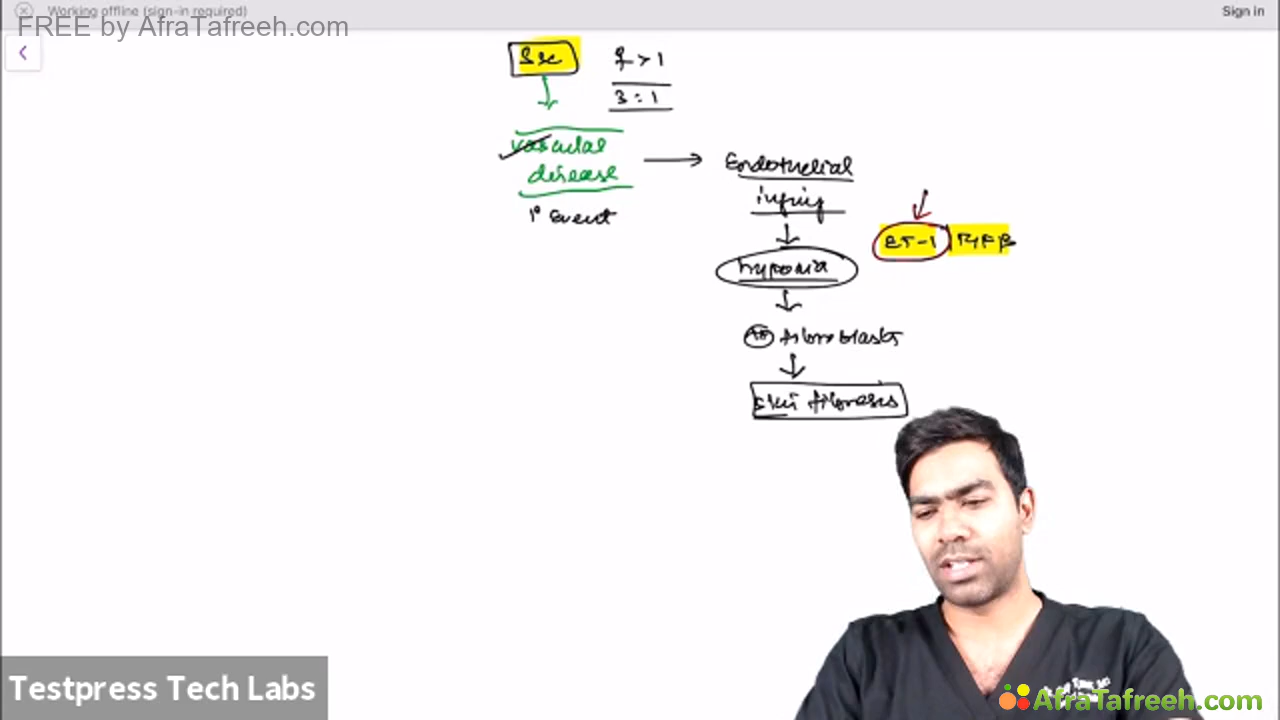 Working offline (sign-in required)
Sign in
FREE by AfraTafreeh.com
SSc
♀ > 1
3 : 1
vascular
disease
1° event
Endothelial
injury
ET-1 | TGF β
hypoxia
fibroblasts
skin fibrosis
Testpress Tech Labs
AfraTafreeh.com